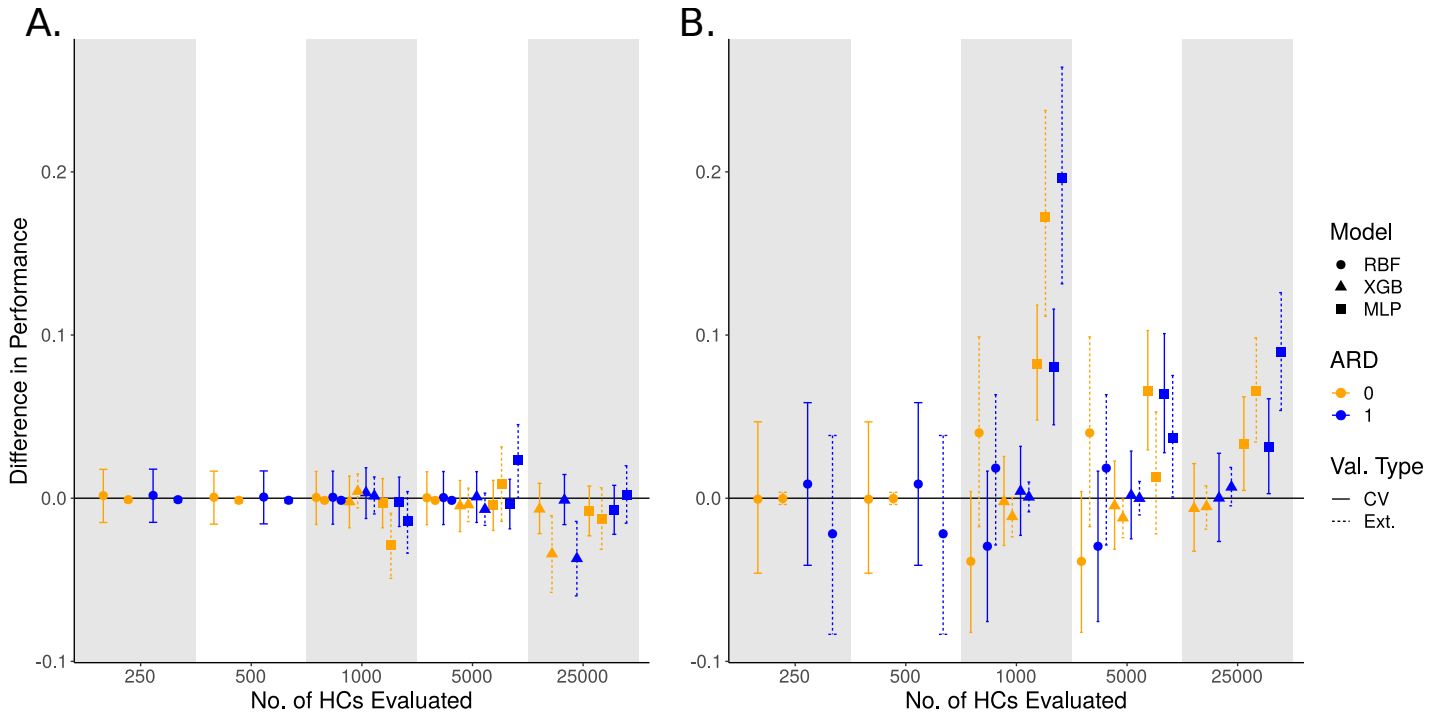 A.
B.
Difference in Performance
0.2
0.1
0.0
-0.1
250
500
1000
5000
25000
No. of HCs Evaluated
0.2
0.1
0.0
-0.1
250
500
1000
5000
25000
No. of HCs Evaluated
Model
RBF
XGB
MLP
ARD
0
1
Val. Type
CV
Ext.